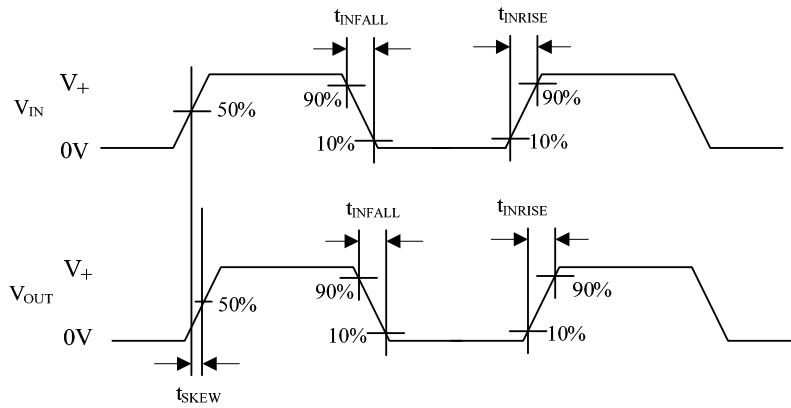 tINFALL
tINRISE
V+
VIN
90%
50%
90%
10%
10%
0V
tINFALL
tINRISE
V+
VOUT
90%
50%
90%
10%
10%
0V
tSKEW